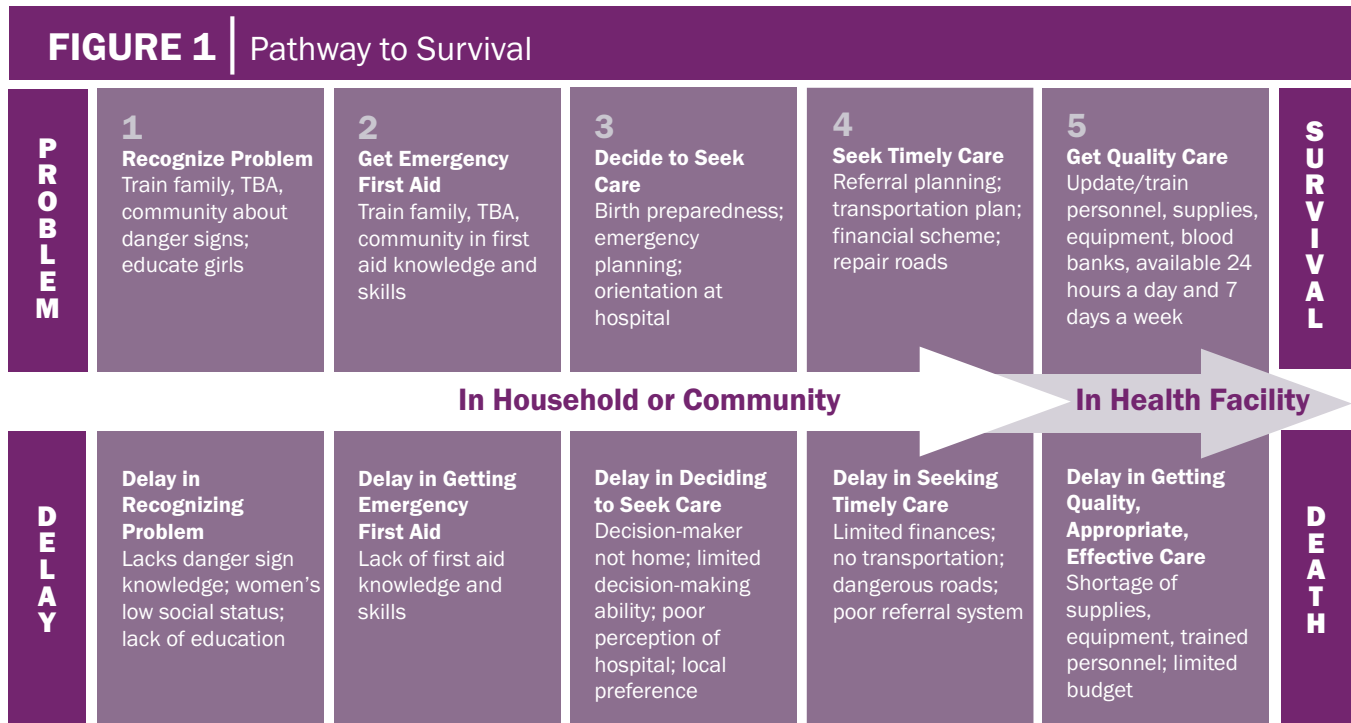 FIGURE 1 | Pathway to Survival
PROBLEM
1
Recognize Problem
Train family, TBA,
community about
danger signs;
educate girls
2
Get Emergency
First Aid
Train family, TBA,
community in first
aid knowledge and
skills
3
Decide to Seek
Care
Birth preparedness;
emergency
planning;
orientation at
hospital
4
Seek Timely Care
Referral planning;
transportation plan;
financial scheme;
repair roads
5
Get Quality Care
Update/train
personnel, supplies,
equipment, blood
banks, available 24
hours a day and 7
days a week
SURVIVAL
In Household or Community
In Health Facility
DELAY
Delay in
Recognizing
Problem
Lacks danger sign
knowledge; women’s
low social status;
lack of education
Delay in Getting
Emergency
First Aid
Lack of first aid
knowledge and
skills
Delay in Deciding
to Seek Care
Decision-maker
not home; limited
decision-making
ability; poor
perception of
hospital; local
preference
Delay in Seeking
Timely Care
Limited finances;
no transportation;
dangerous roads;
poor referral system
Delay in Getting
Quality,
Appropriate,
Effective Care
Shortage of
supplies,
equipment, trained
personnel; limited
budget
DEATH